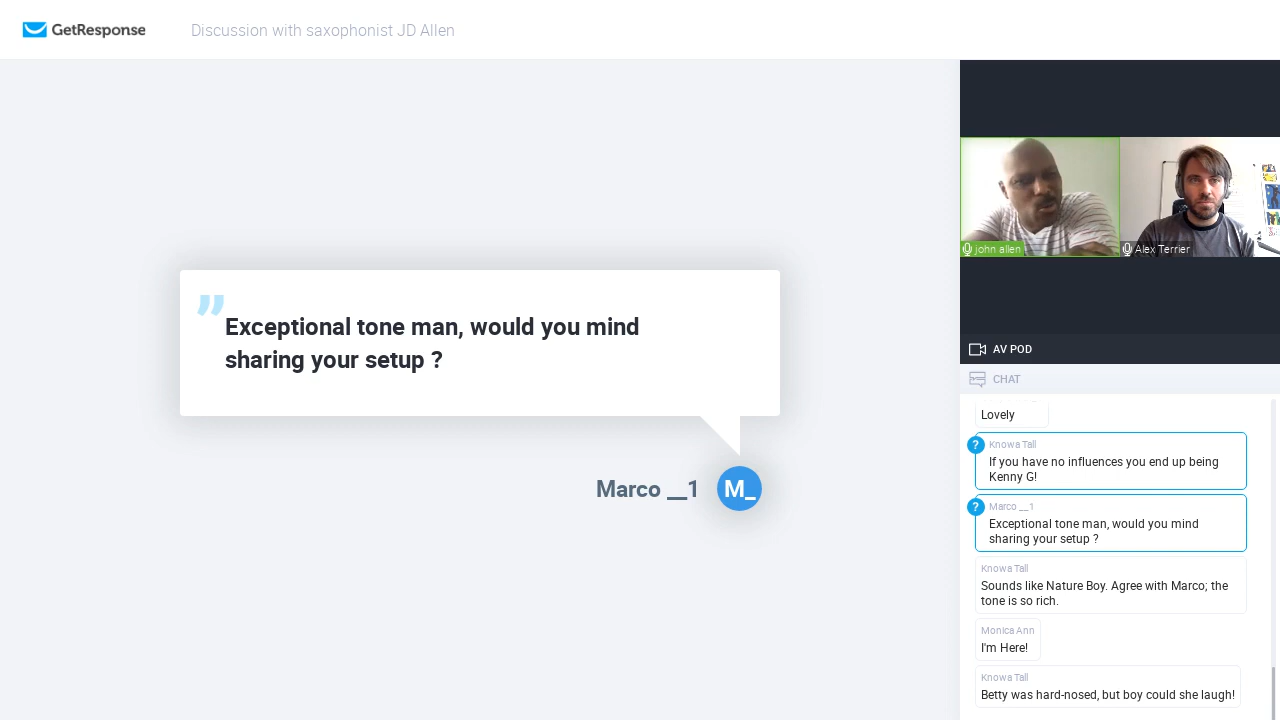 GetResponse
Discussion with saxophonist JD Allen
”
Exceptional tone man, would you mind
sharing your setup ?
Marco __1
M_
john allen
Alex Terrier
AV POD
CHAT
Lovely
?
Knowa Tall
If you have no influences you end up being
Kenny G!
?
Marco __1
Exceptional tone man, would you mind
sharing your setup ?
Knowa Tall
Sounds like Nature Boy. Agree with Marco; the
tone is so rich.
Monica Ann
I'm Here!
Knowa Tall
Betty was hard-nosed, but boy could she laugh!